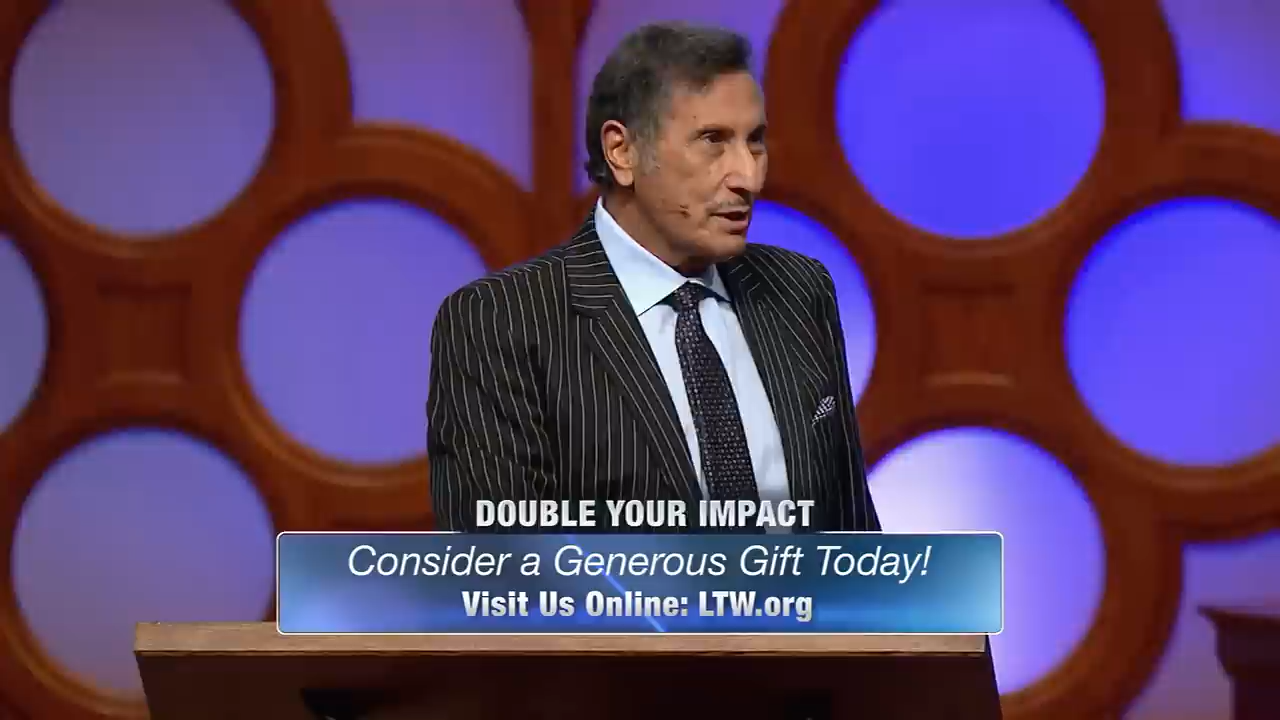 DOUBLE YOUR IMPACT
Consider a Generous Gift Today!
Visit Us Online: LTW.org